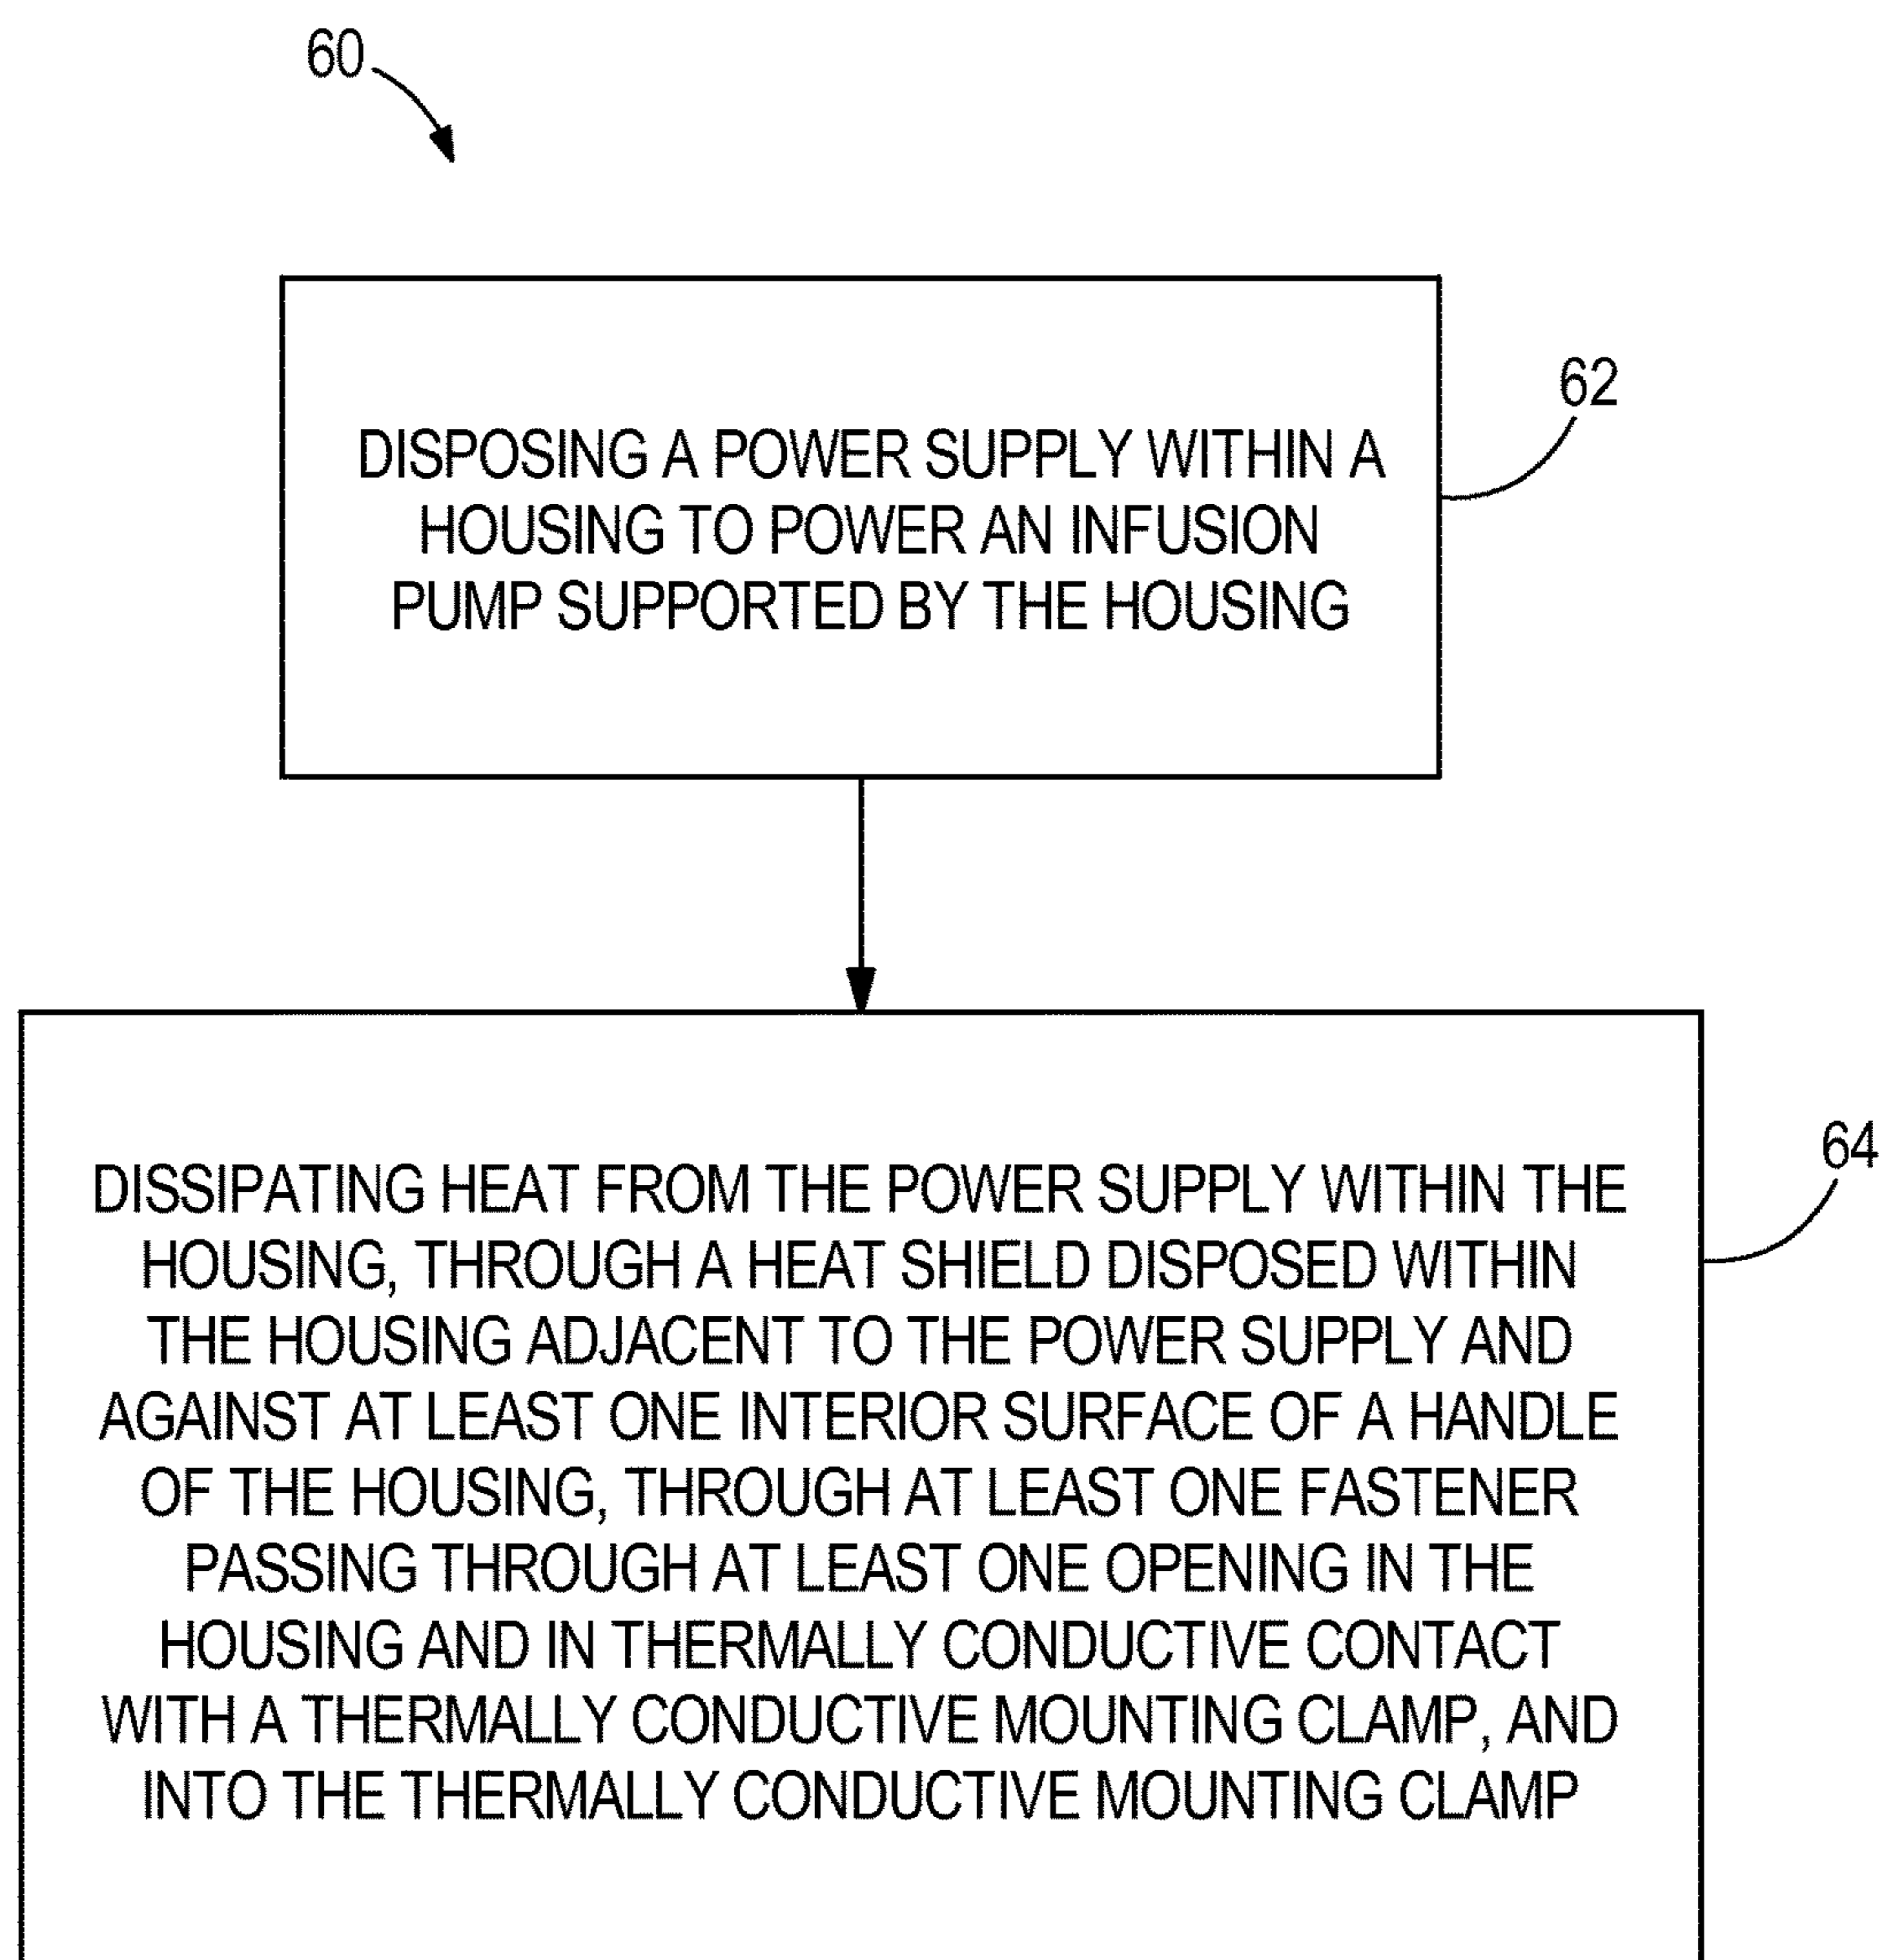 60
DISPOSING A POWER SUPPLY WITHIN A
HOUSING TO POWER AN INFUSION
PUMP SUPPORTED BY THE HOUSING
62
DISSIPATING HEAT FROM THE POWER SUPPLY WITHIN THE
HOUSING, THROUGH A HEAT SHIELD DISPOSED WITHIN
THE HOUSING ADJACENT TO THE POWER SUPPLY AND
AGAINST AT LEAST ONE INTERIOR SURFACE OF A HANDLE
OF THE HOUSING, THROUGH AT LEAST ONE FASTENER
PASSING THROUGH AT LEAST ONE OPENING IN THE
HOUSING AND IN THERMALLY CONDUCTIVE CONTACT
WITH A THERMALLY CONDUCTIVE MOUNTING CLAMP, AND
INTO THE THERMALLY CONDUCTIVE MOUNTING CLAMP
64